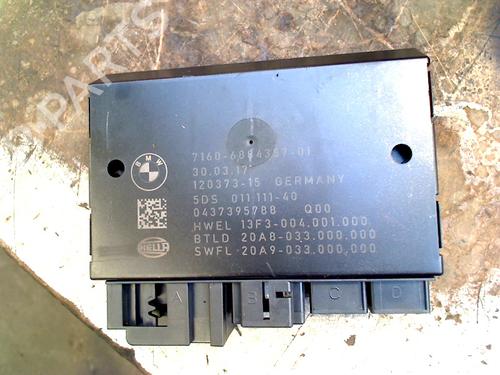 BMW
7160-6884357-01
30.03.17
120373-15 GERMANY
5DS 011 111-40
0437395788 Q00
HWEL 13F3-004.001.000
BTLD 20A8-033.000,000
SWFL 20A9-033.000,000
HELLA
A B C D